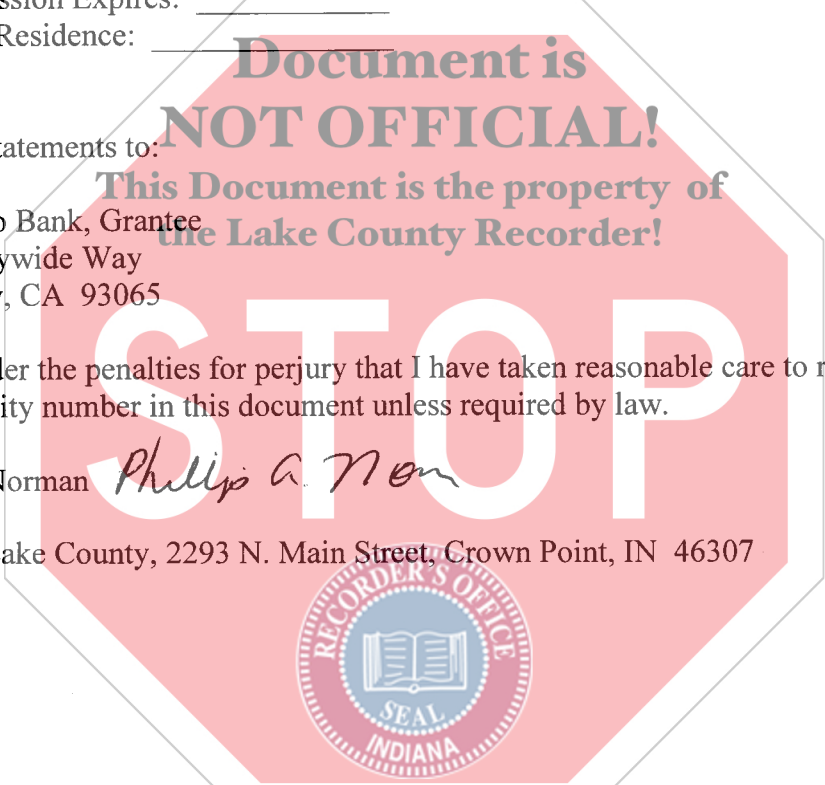 ssion Expires:
Residence:
Document is
NOT OFFICIAL!
tatements to:
This Document is the property of
Bank, Grantee
the Lake County Recorder!
ywide Way
, CA 93065
STOP
er the penalties for perjury that I have taken reasonable care to r
ity number in this document unless required by law.
Norman Phillip A. Norm
ake County, 2293 N. Main Street, Crown Point, IN 46307
RECORDER'S OFFICE
SEAL
INDIANA